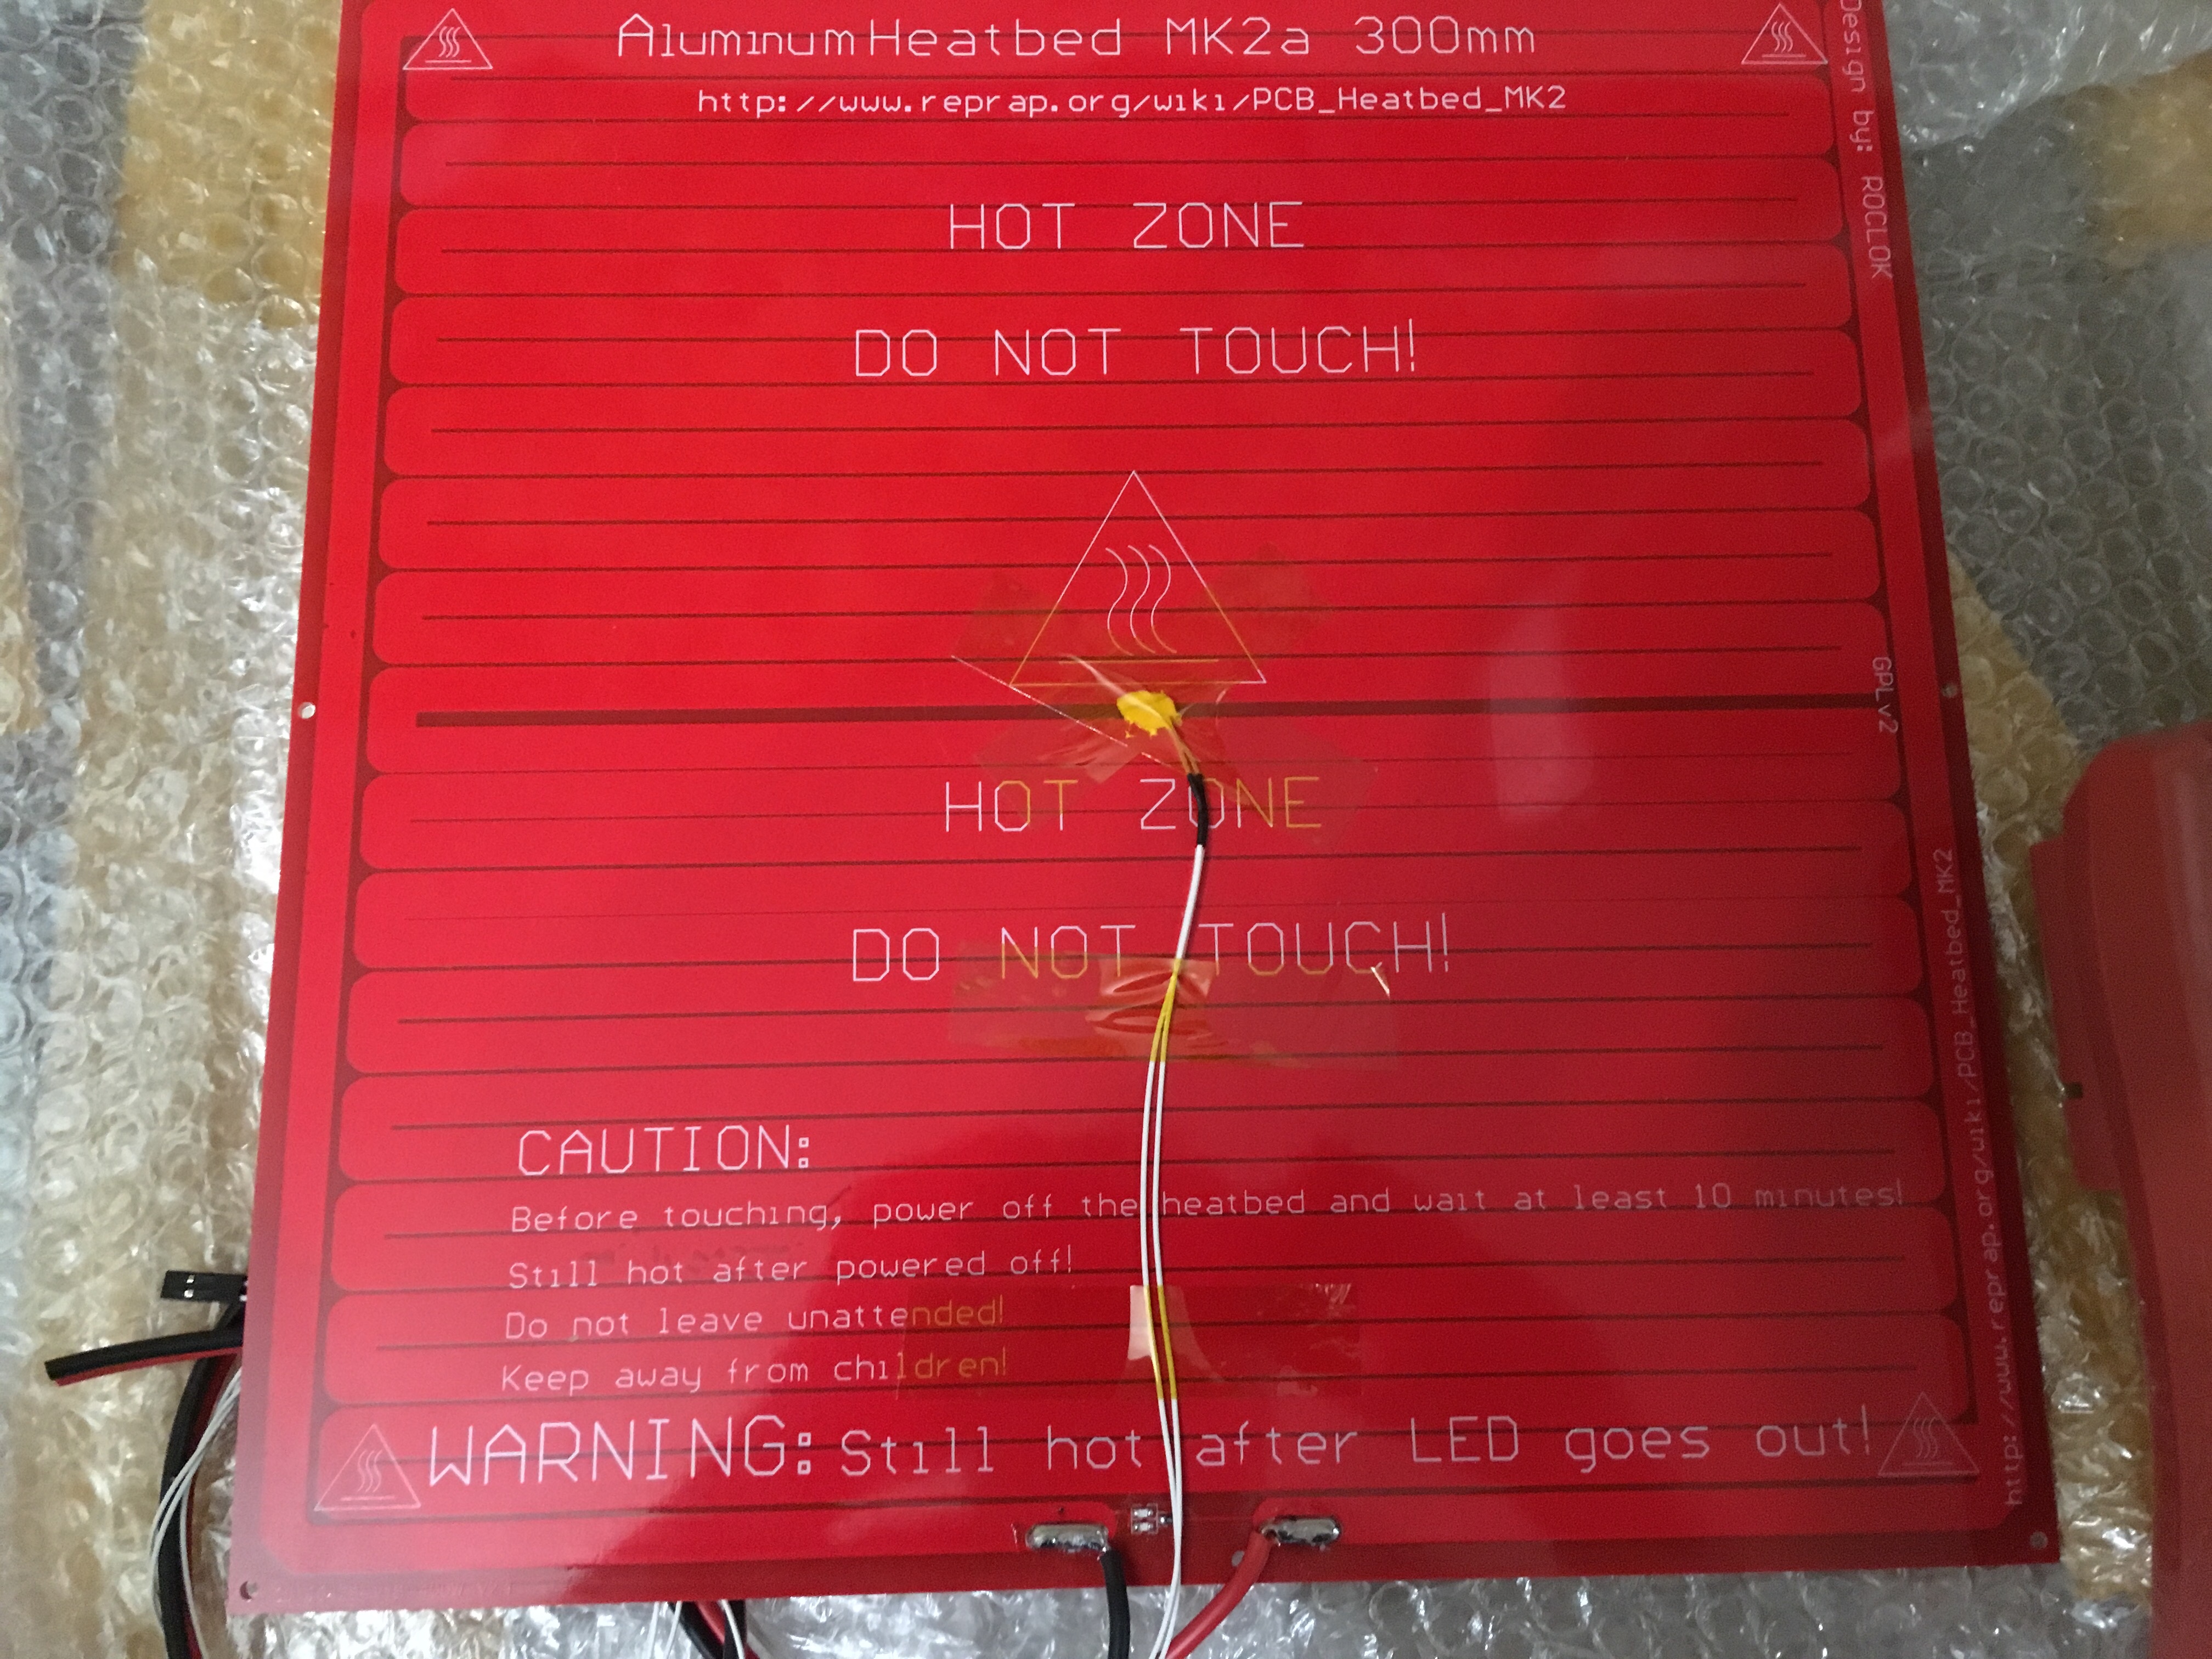 Aluminum Heatbed MK2a 300mm
http://www.reprap.org/wiki/PCB_Heatbed_MK2
HOT ZONE
DO NOT TOUCH!
HOT ZONE
DO NOT TOUCH!
CAUTION:
Before touching, power off the heatbed and wait at least 10 minutes!
Still hot after powered off!
Do not leave unattended!
Keep away from children!
WARNING: Still hot after LED goes out!
Design by: ROCLOK
GPL v2
http://www.reprap.org/wiki/PCB_Heatbed_MK2